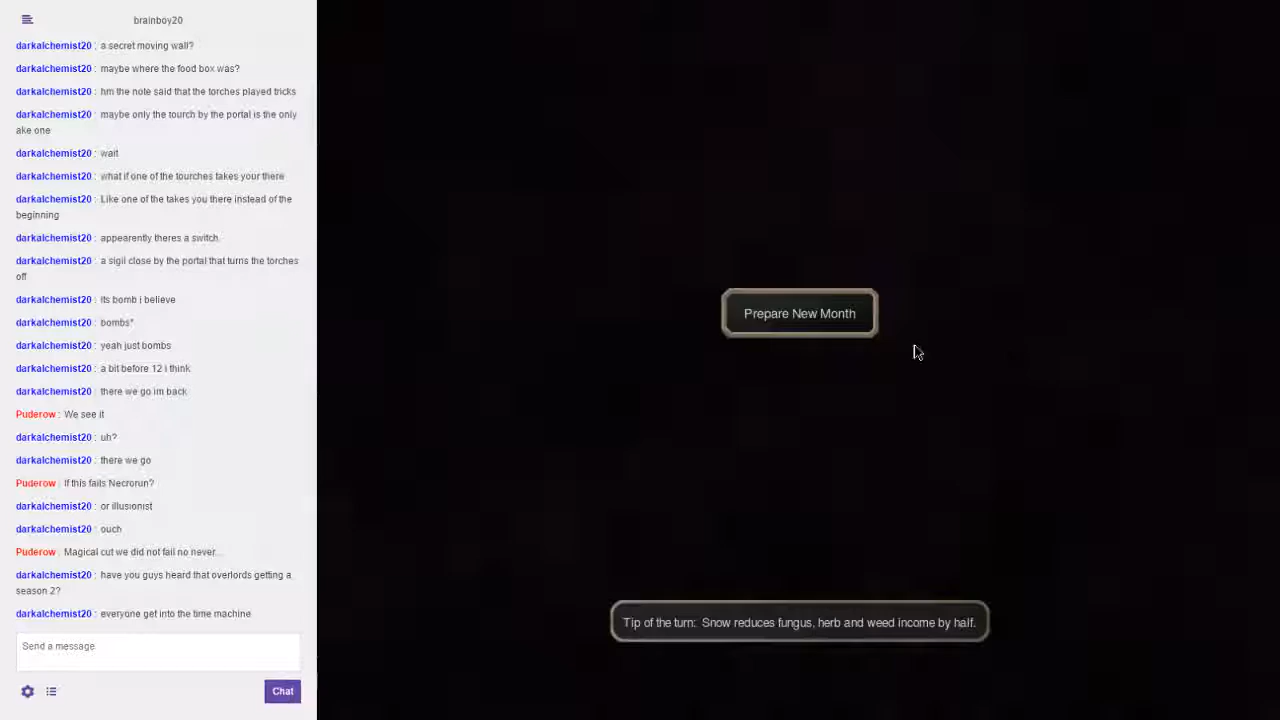 brainboy20
darkalchemist20 : a secret moving wall?
darkalchemist20 : maybe where the food box was?
darkalchemist20 : hm the note said that the torches played tricks
darkalchemist20 : maybe only the tourch by the portal is the only
ake one
darkalchemist20 : wait
darkalchemist20 : what if one of the tourches takes your there
darkalchemist20 : Like one of the takes you there instead of the
beginning
darkalchemist20 : appearently theres a switch
darkalchemist20 : a sigil close by the portal that turns the torches
off
darkalchemist20 : its bomb i believe
darkalchemist20 : bombs*
darkalchemist20 : yeah just bombs
darkalchemist20 : a bit before 12 i think
darkalchemist20 : there we go im back
Puderow : We see it
darkalchemist20 : uh?
darkalchemist20 : there we go
Puderow : If this fails Necrorun?
darkalchemist20 : or illusionist
darkalchemist20 : ouch
Puderow : Magical cut we did not fail no never...
darkalchemist20 : have you guys heard that overlords getting a
season 2?
darkalchemist20 : everyone get into the time machine
Send a message
Chat
Prepare New Month
Tip of the turn: Snow reduces fungus, herb and weed income by half.